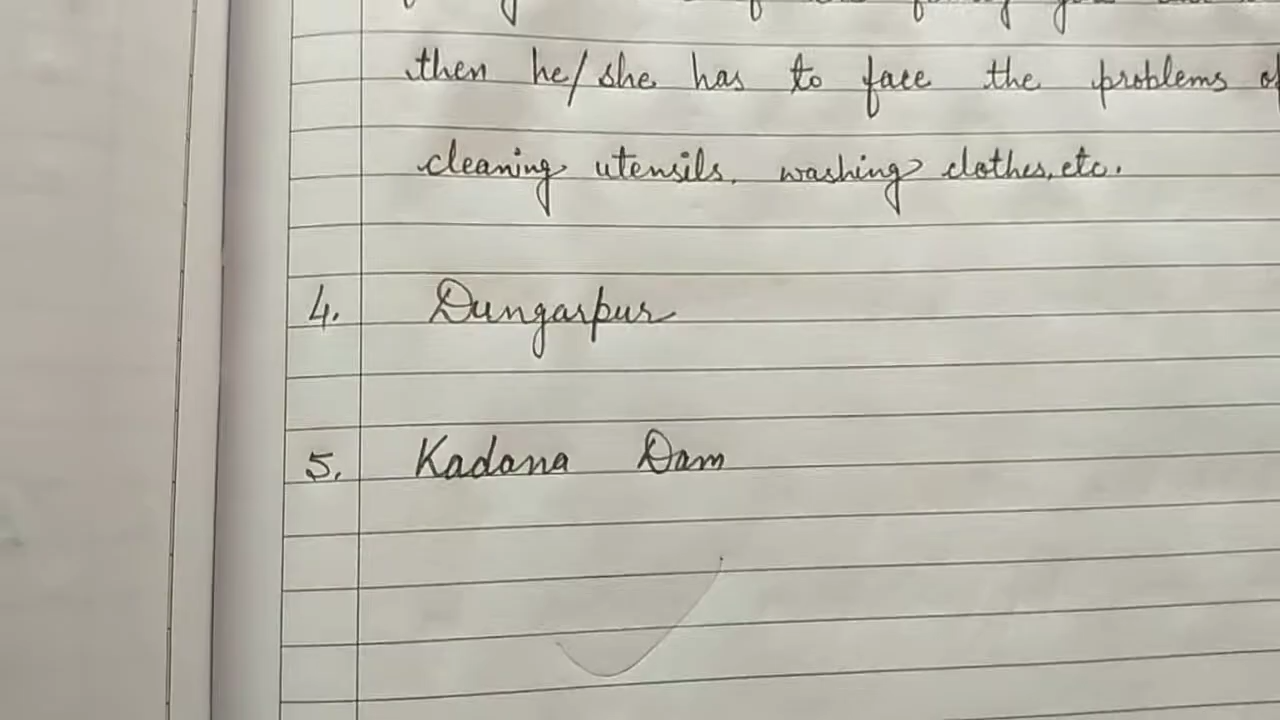 then he/she has to face the problems of
cleaning utensils, washing clothes, etc.
4. Dungarpur
5. Kadana Dam